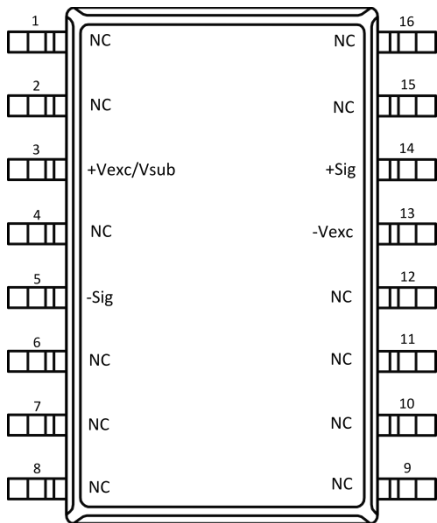 1 NC NC 16
2 NC NC 15
3 +Vexc/Vsub +Sig 14
4 NC -Vexc 13
5 -Sig NC 12
6 NC NC 11
7 NC NC 10
8 NC NC 9